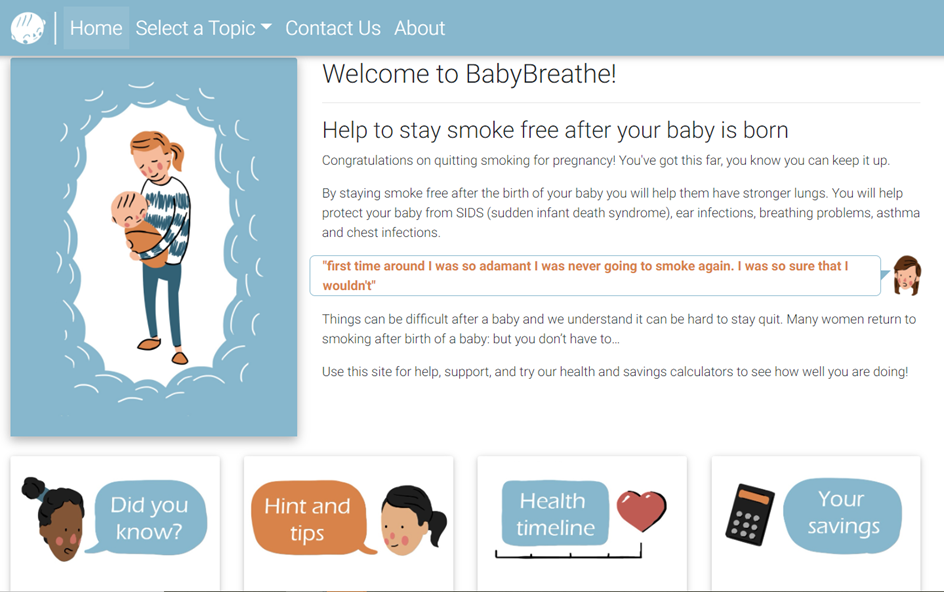 Home Select a Topic Contact Us About
Welcome to BabyBreathe!
Help to stay smoke free after your baby is born
Congratulations on quitting smoking for pregnancy! You've got this far, you know you can keep it up.
By staying smoke free after the birth of your baby you will help them have stronger lungs. You will help
protect your baby from SIDS (sudden infant death syndrome), ear infections, breathing problems, asthma
and chest infections.
"first time around I was so adamant I was never going to smoke again. I was so sure that I
wouldn't"
Things can be difficult after a baby and we understand it can be hard to stay quit. Many women return to
smoking after birth of a baby: but you don't have to…
Use this site for help, support, and try our health and savings calculators to see how well you are doing!
Did you
know?
Hint and
tips
Health
timeline
Your
savings